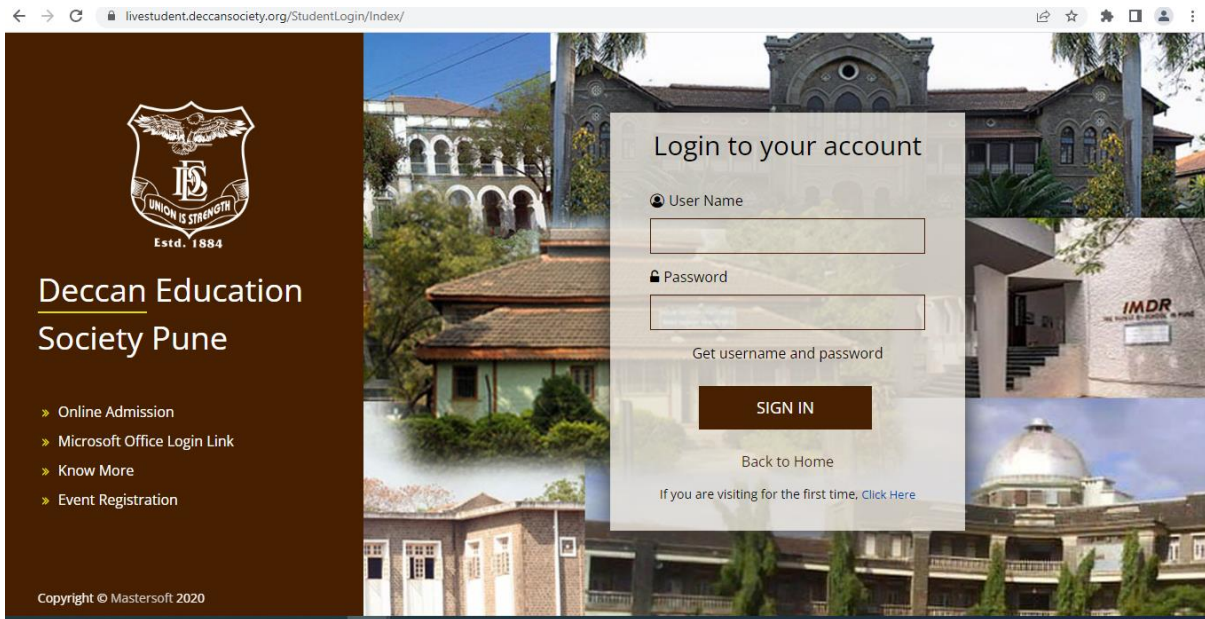 livestudent.deccansociety.org/StudentLogin/Index/
UNION IS STRENGTH
Estd. 1884
Deccan Education
Society Pune
Online Admission
Microsoft Office Login Link
Know More
Event Registration
Copyright © Mastersoft 2020
Login to your account
User Name
Password
Get username and password
SIGN IN
Back to Home
If you are visiting for the first time, Click Here
IMDR